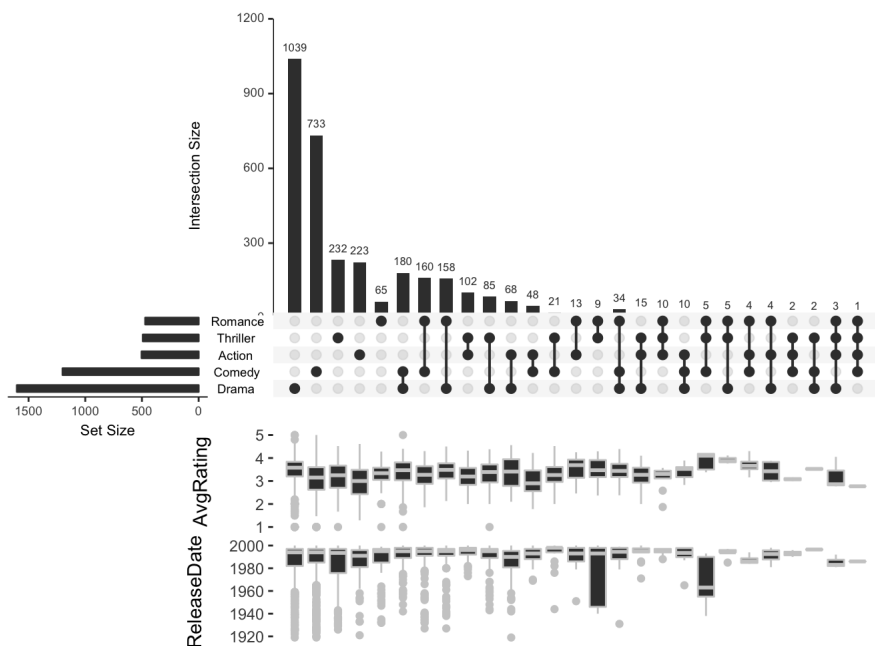 1200
1039
900
733
600
300
232 223 65 180 160 158 102 85 68 48 21 13 9 34 15 10 10 5 5 4 4 2 2 3 1
Intersection Size
Romance
Thriller
Action
Comedy
Drama
1500 1000 500 0
Set Size
5
4
3
2
1
AvgRating
2000
1980
1960
1940
1920
ReleaseDate